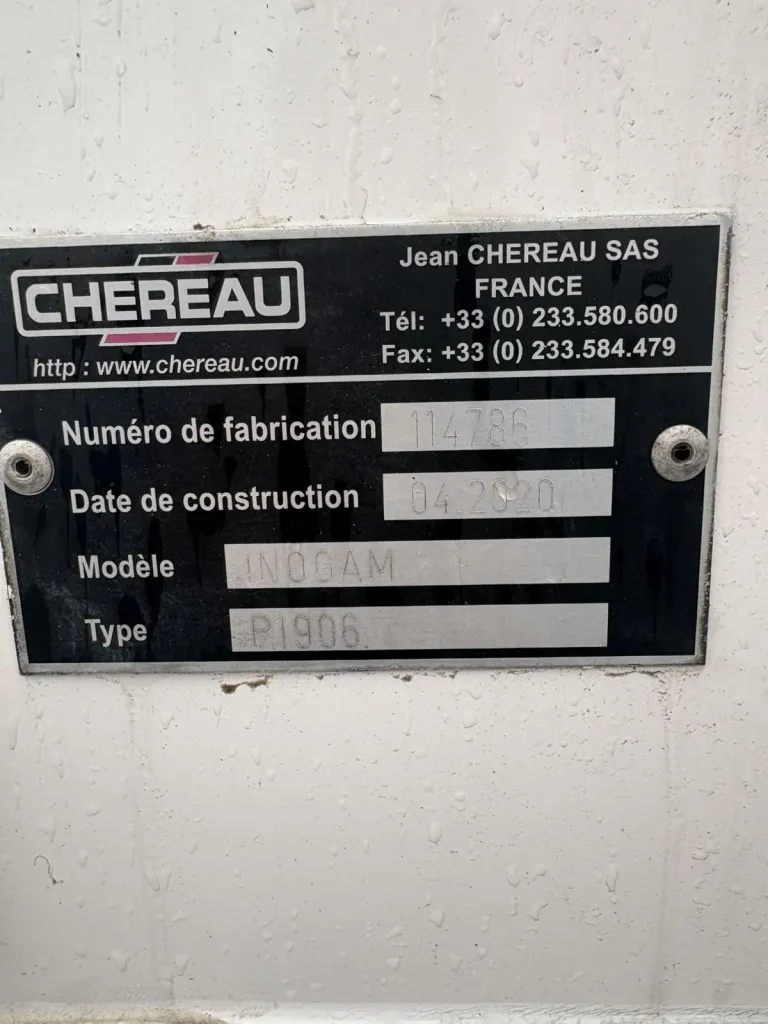 CHEREAU
http : www.chereau.com
Jean CHEREAU SAS
FRANCE
Tél: +33 (0) 233.580.600
Fax: +33 (0) 233.584.479
Numéro de fabrication 114786
Date de construction 04.2020
Modèle INOGAM
Type P.1906.